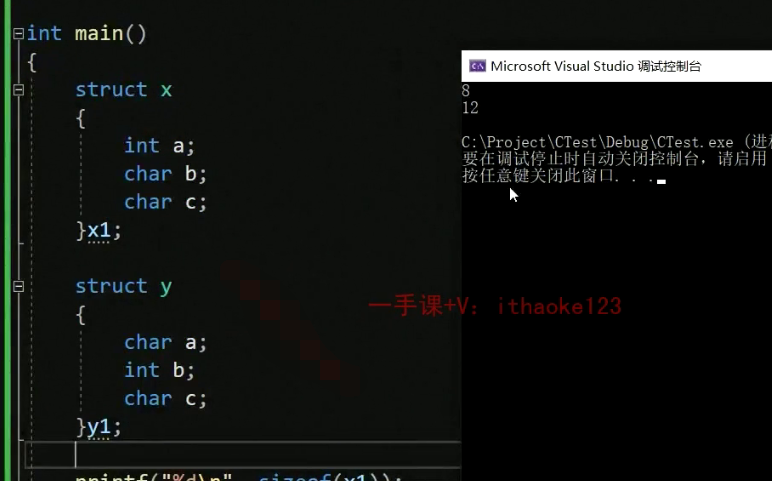 int main()
{
struct x
{
int a;
char b;
char c;
}x1;
struct y
{
char a;
int b;
char c;
}y1;
printf("%d\n", sizeof(x1));
Microsoft Visual Studio 调试控制台
8
12
C:\Project\CTest\Debug\CTest.exe (进
要在调试停止时自动关闭控制台，请启用
按任意键关闭此窗口. . .
一手课+V：ithaoke123